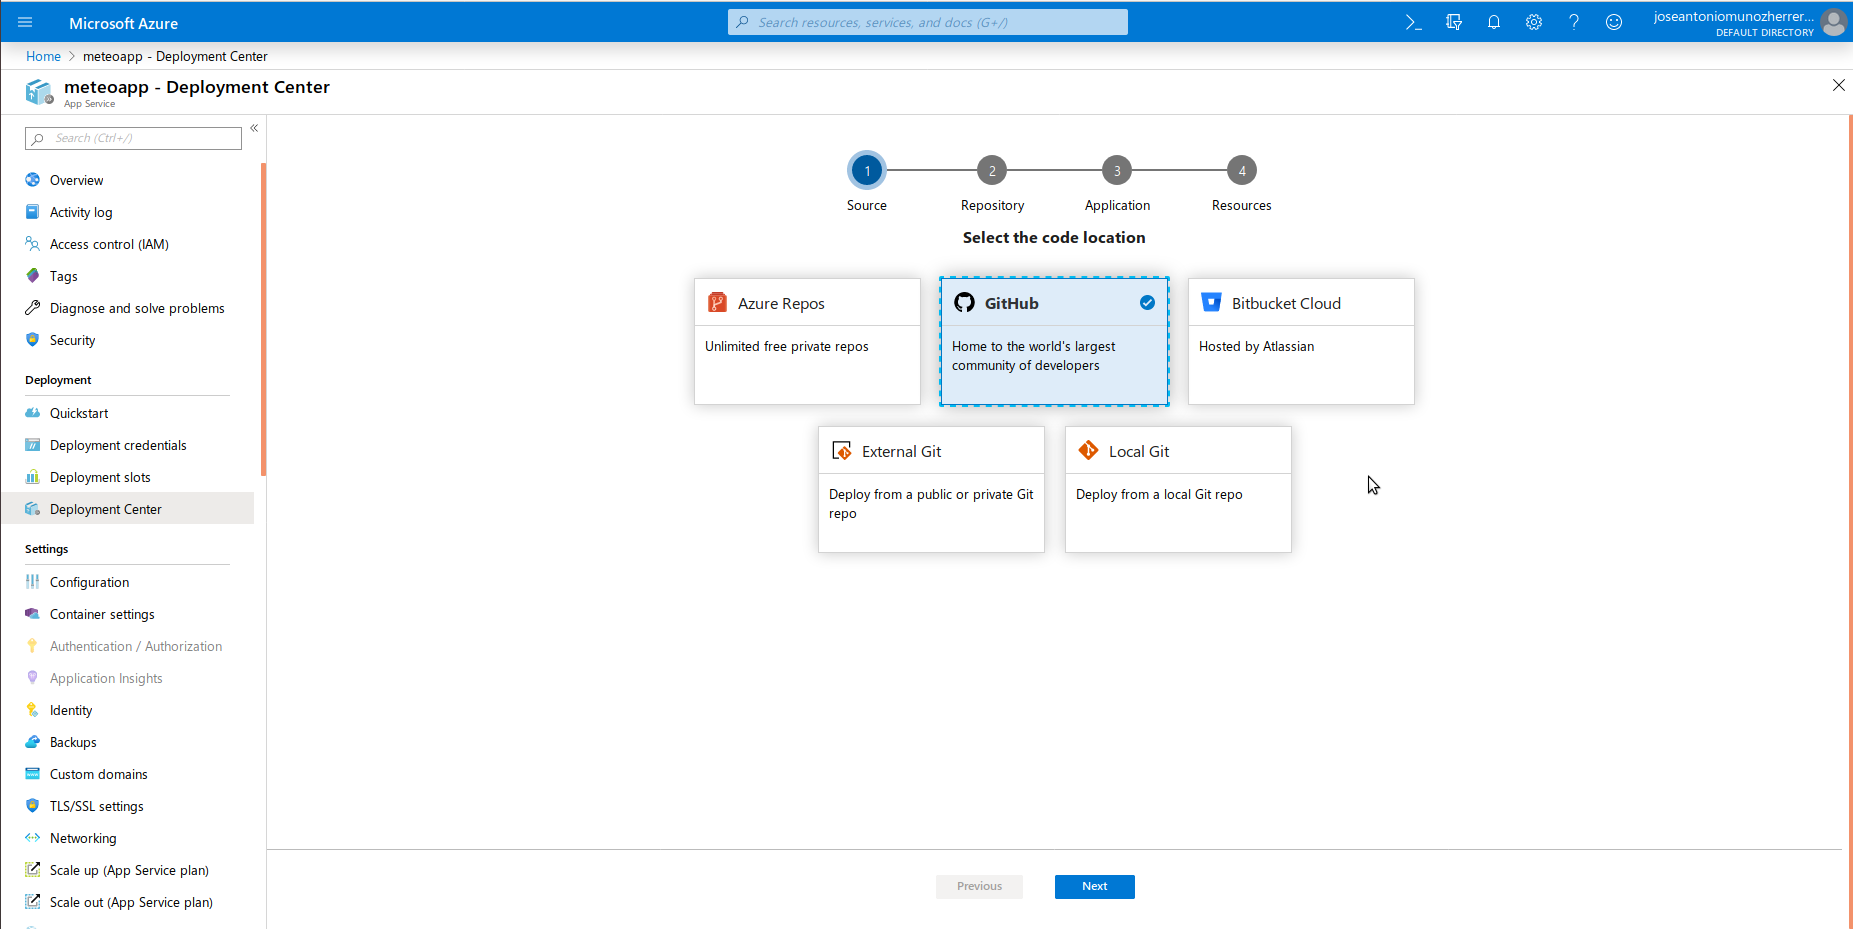 Microsoft Azure
Search resources, services, and docs (G+/)
joseantoniomunozherrer...
DEFAULT DIRECTORY
Home > meteoapp - Deployment Center
meteoapp - Deployment Center
App Service
Search (Ctrl+/)
«
Overview
Activity log
Access control (IAM)
Tags
Diagnose and solve problems
Security
Deployment
Quickstart
Deployment credentials
Deployment slots
Deployment Center
Settings
Configuration
Container settings
Authentication / Authorization
Application Insights
Identity
Backups
Custom domains
TLS/SSL settings
Networking
Scale up (App Service plan)
Scale out (App Service plan)
1
2
3
4
Source
Repository
Application
Resources
Select the code location
Azure Repos
Unlimited free private repos
GitHub
Home to the world's largest
community of developers
Bitbucket Cloud
Hosted by Atlassian
External Git
Deploy from a public or private Git
repo
Local Git
Deploy from a local Git repo
Previous
Next